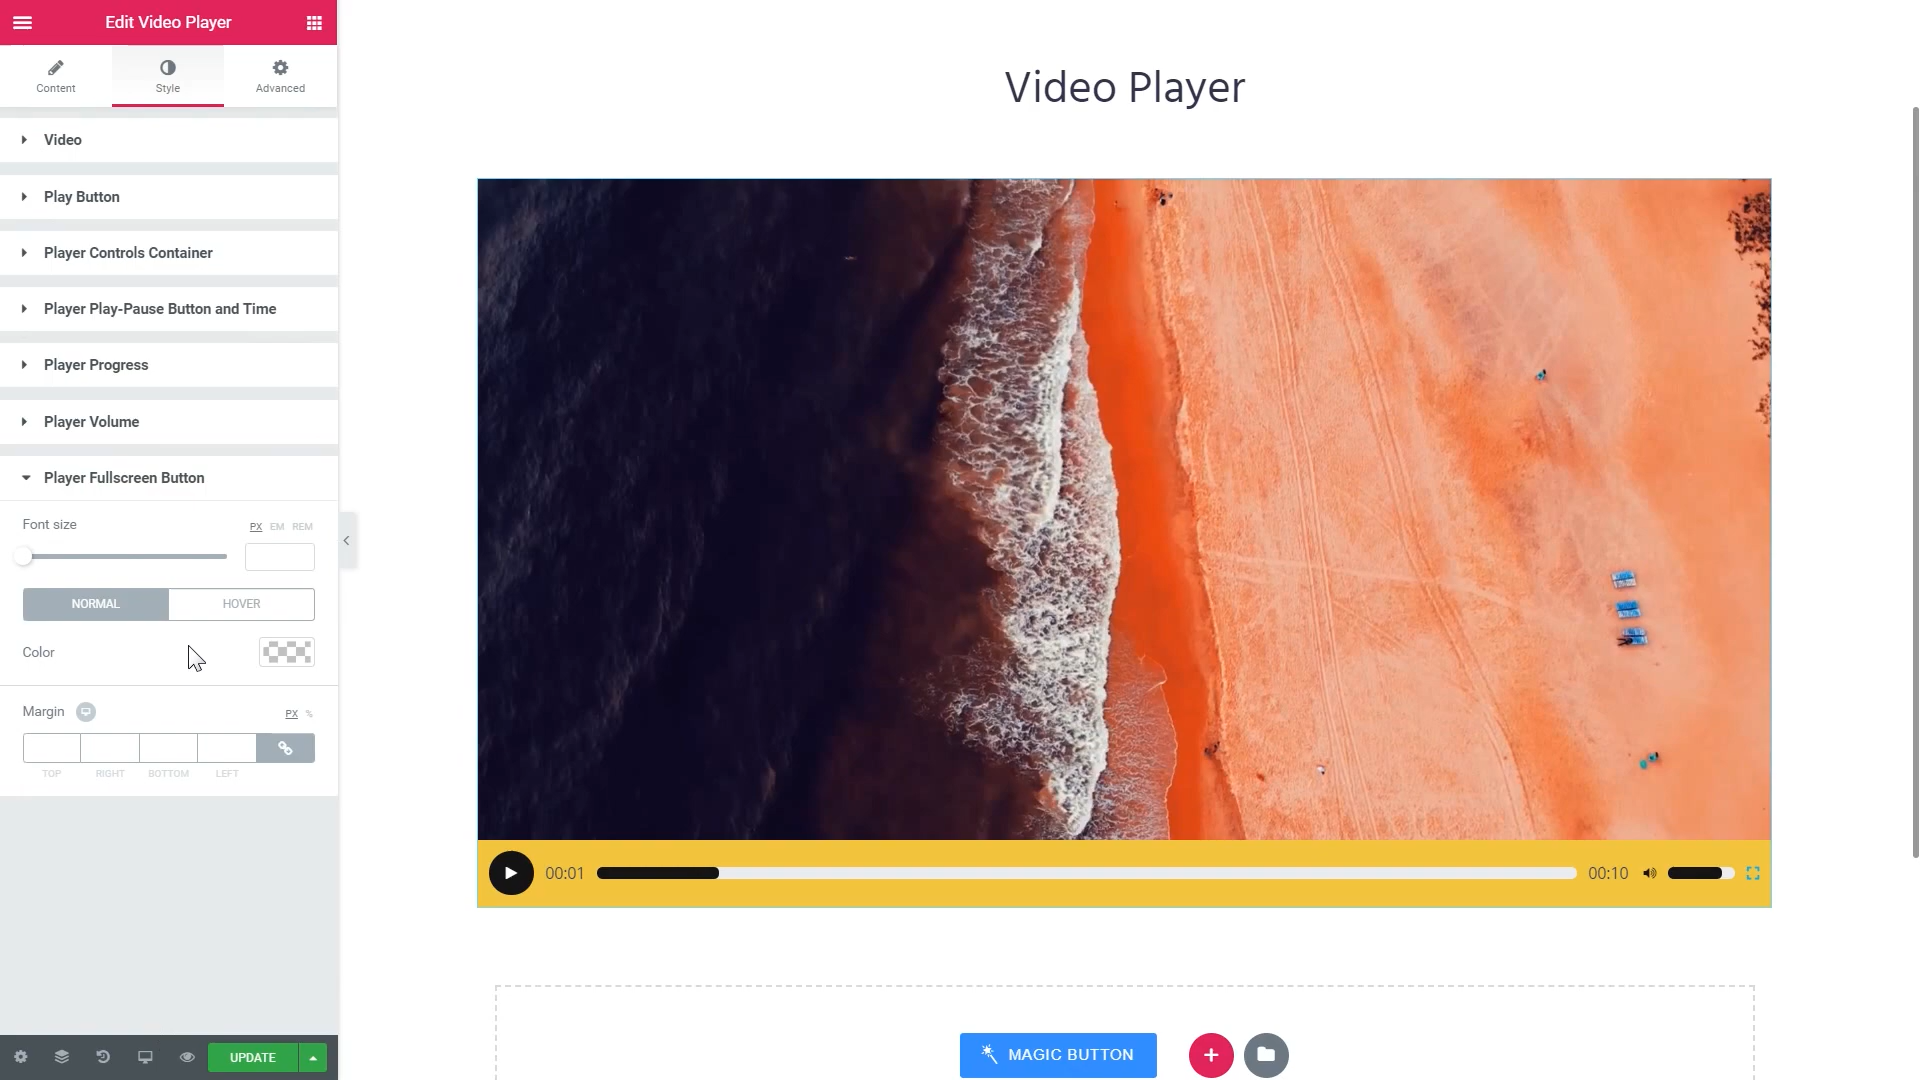 Edit Video Player
Content
Style
Advanced
Video
Play Button
Player Controls Container
Player Play-Pause Button and Time
Player Progress
Player Volume
Player Fullscreen Button
Font size
PX EM REM
NORMAL
HOVER
Color
Margin
PX %
TOP RIGHT BOTTOM LEFT
UPDATE
Video Player
00:01
00:10
MAGIC BUTTON